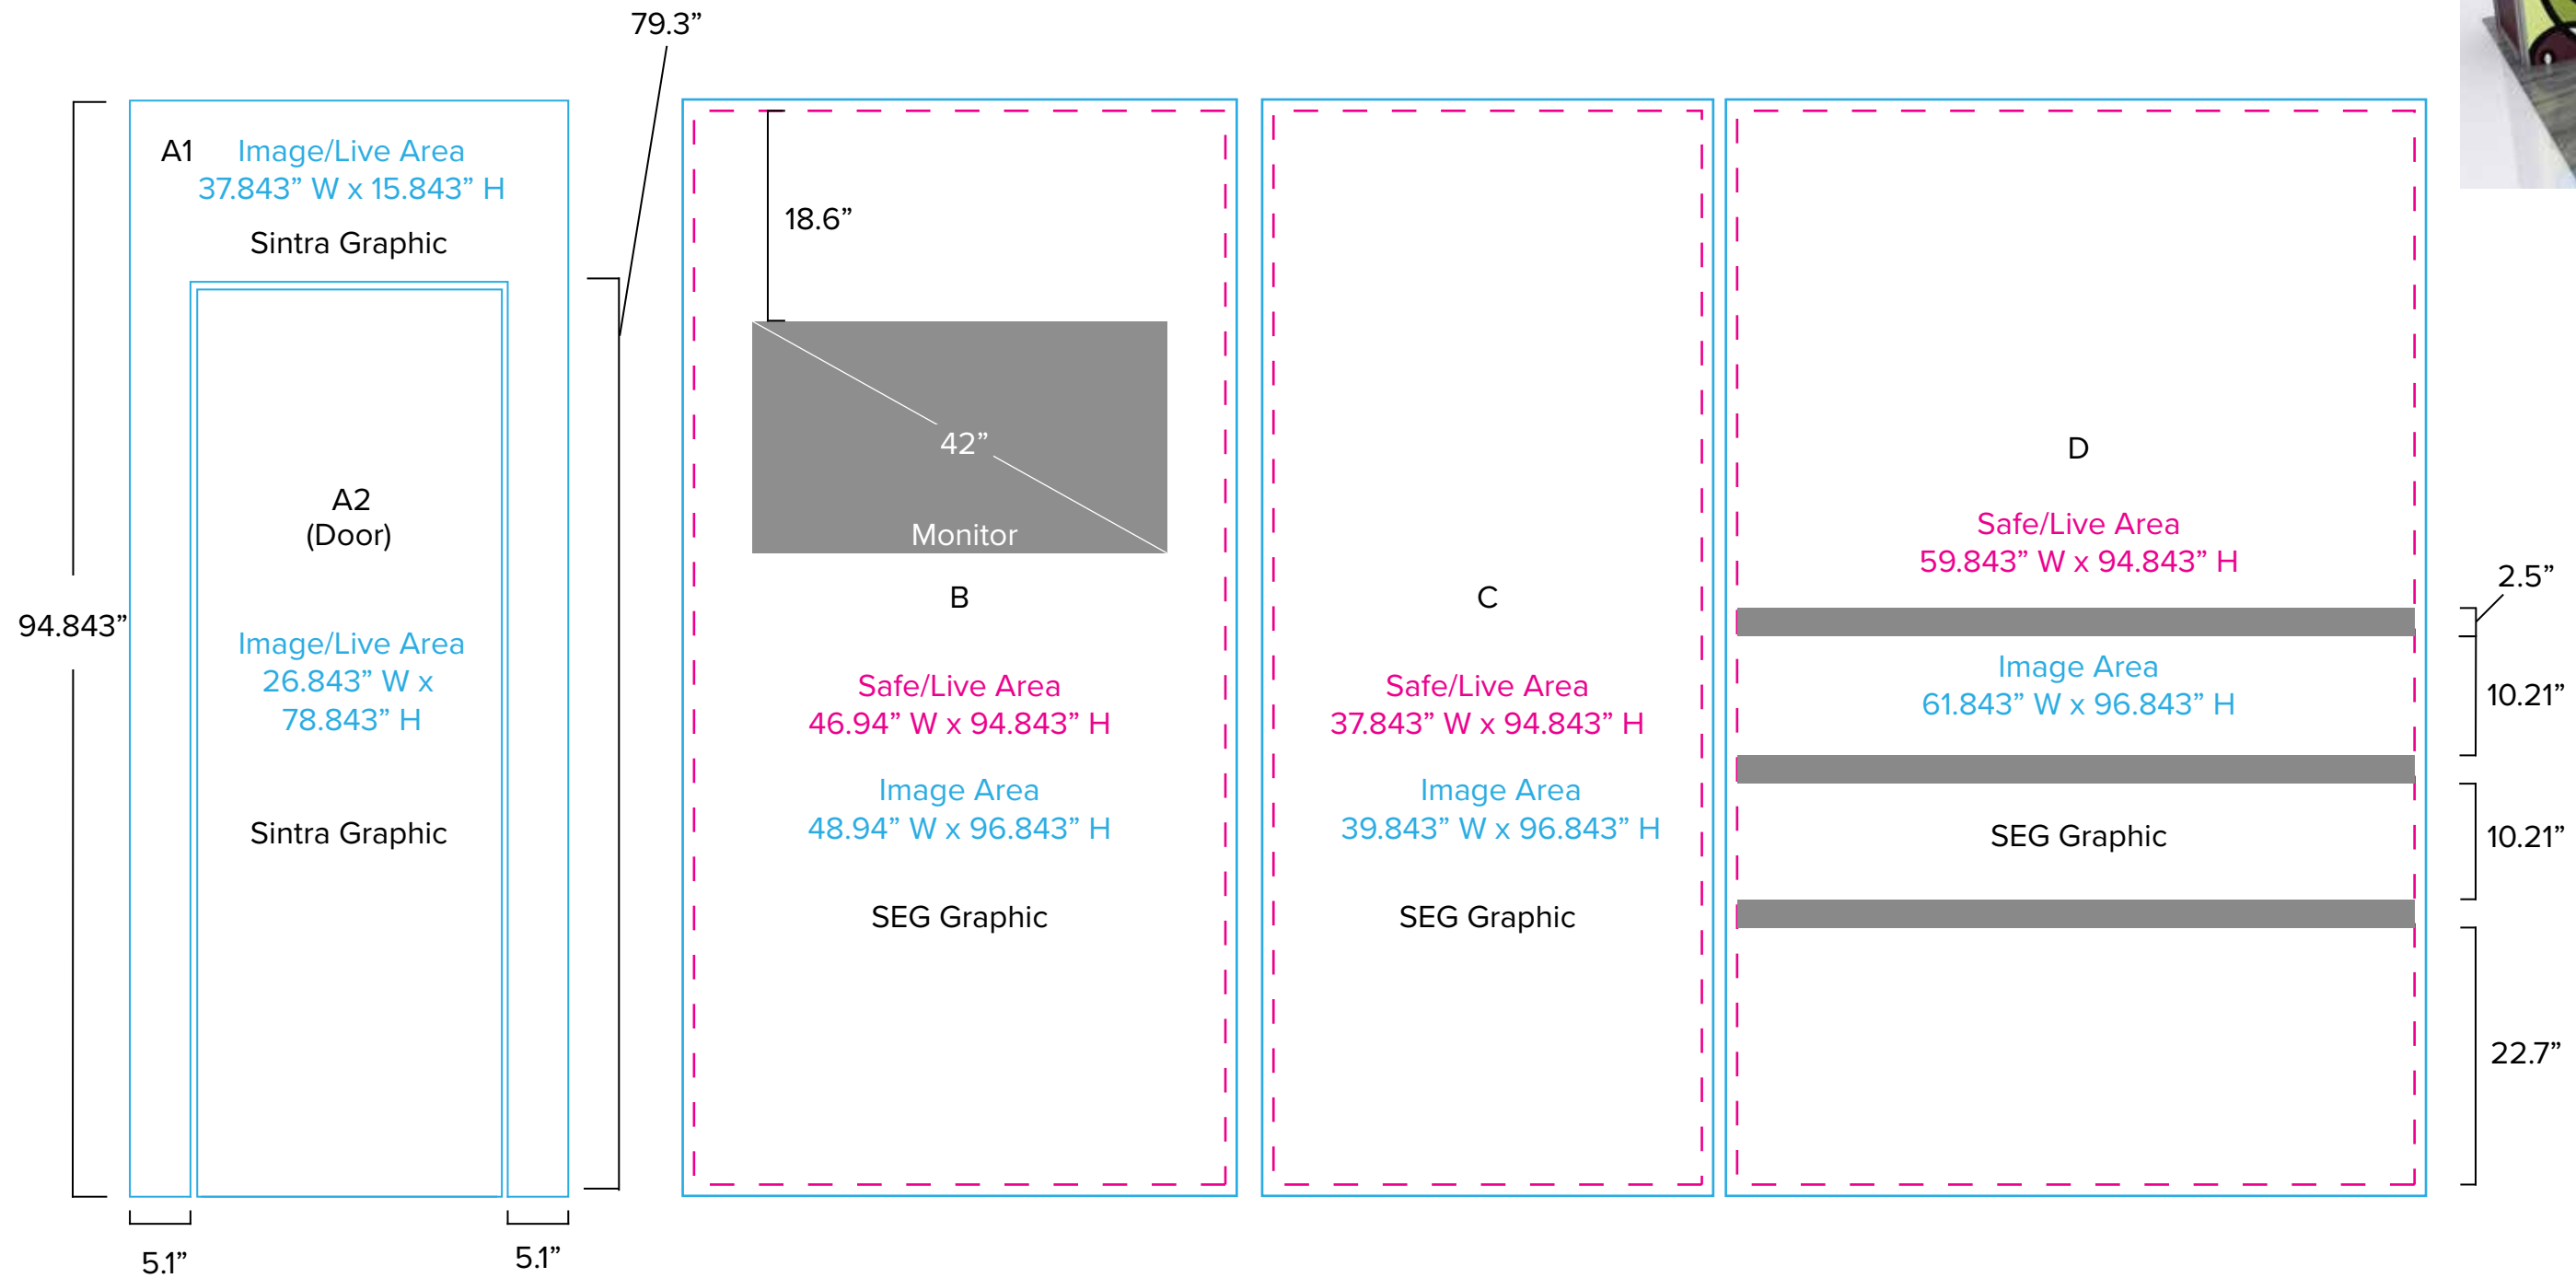 79.3”
A1 Image/Live Area
37.843” W x 15.843” H
Sintra Graphic
A2
(Door)
Image/Live Area
26.843” W x
78.843” H
Sintra Graphic
94.843”
5.1”
5.1”
18.6”
42”
Monitor
B
Safe/Live Area
46.94” W x 94.843” H
Image Area
48.94” W x 96.843” H
SEG Graphic
C
Safe/Live Area
37.843” W x 94.843” H
Image Area
39.843” W x 96.843” H
SEG Graphic
D
Safe/Live Area
59.843” W x 94.843” H
Image Area
61.843” W x 96.843” H
SEG Graphic
2.5”
10.21”
10.21”
22.7”